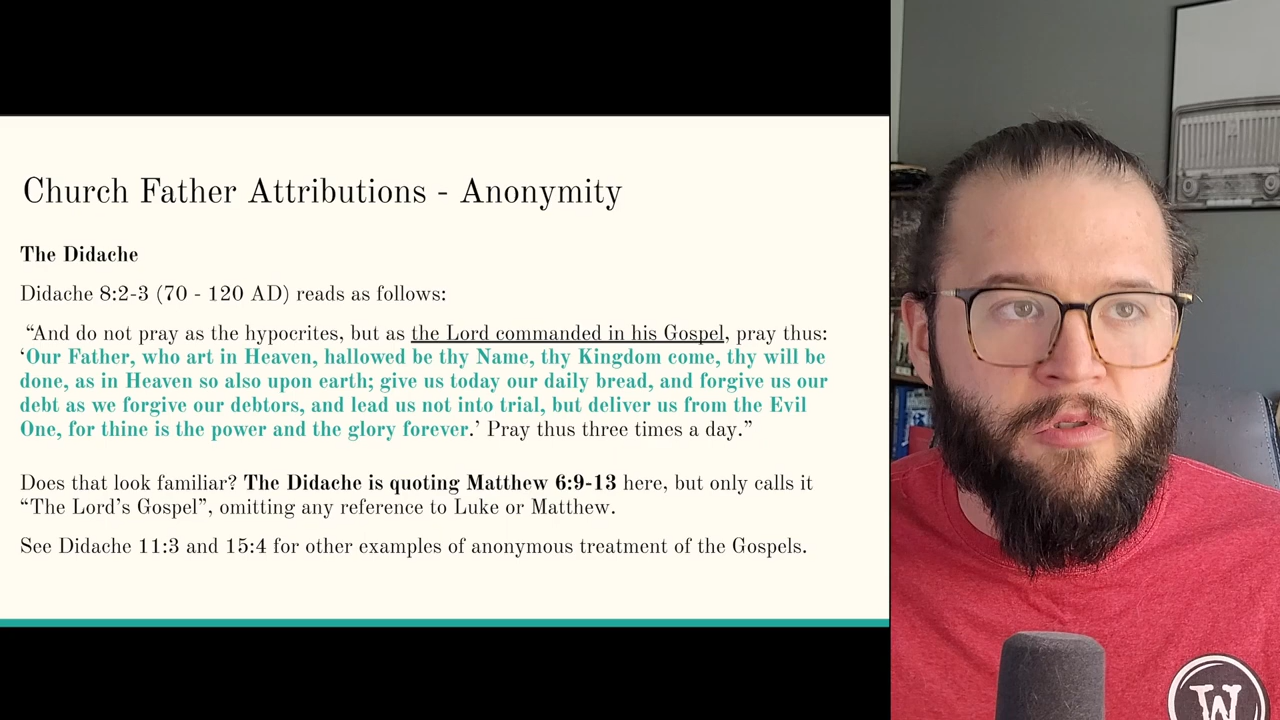 Church Father Attributions - Anonymity
The Didache
Didache 8:2-3 (70 - 120 AD) reads as follows:
“And do not pray as the hypocrites, but as the Lord commanded in his Gospel, pray thus:
‘Our Father, who art in Heaven, hallowed be thy Name, thy Kingdom come, thy will be
done, as in Heaven so also upon earth; give us today our daily bread, and forgive us our
debt as we forgive our debtors, and lead us not into trial, but deliver us from the Evil
One, for thine is the power and the glory forever.’ Pray thus three times a day.”
Does that look familiar? The Didache is quoting Matthew 6:9-13 here, but only calls it
“The Lord’s Gospel”, omitting any reference to Luke or Matthew.
See Didache 11:3 and 15:4 for other examples of anonymous treatment of the Gospels.
W